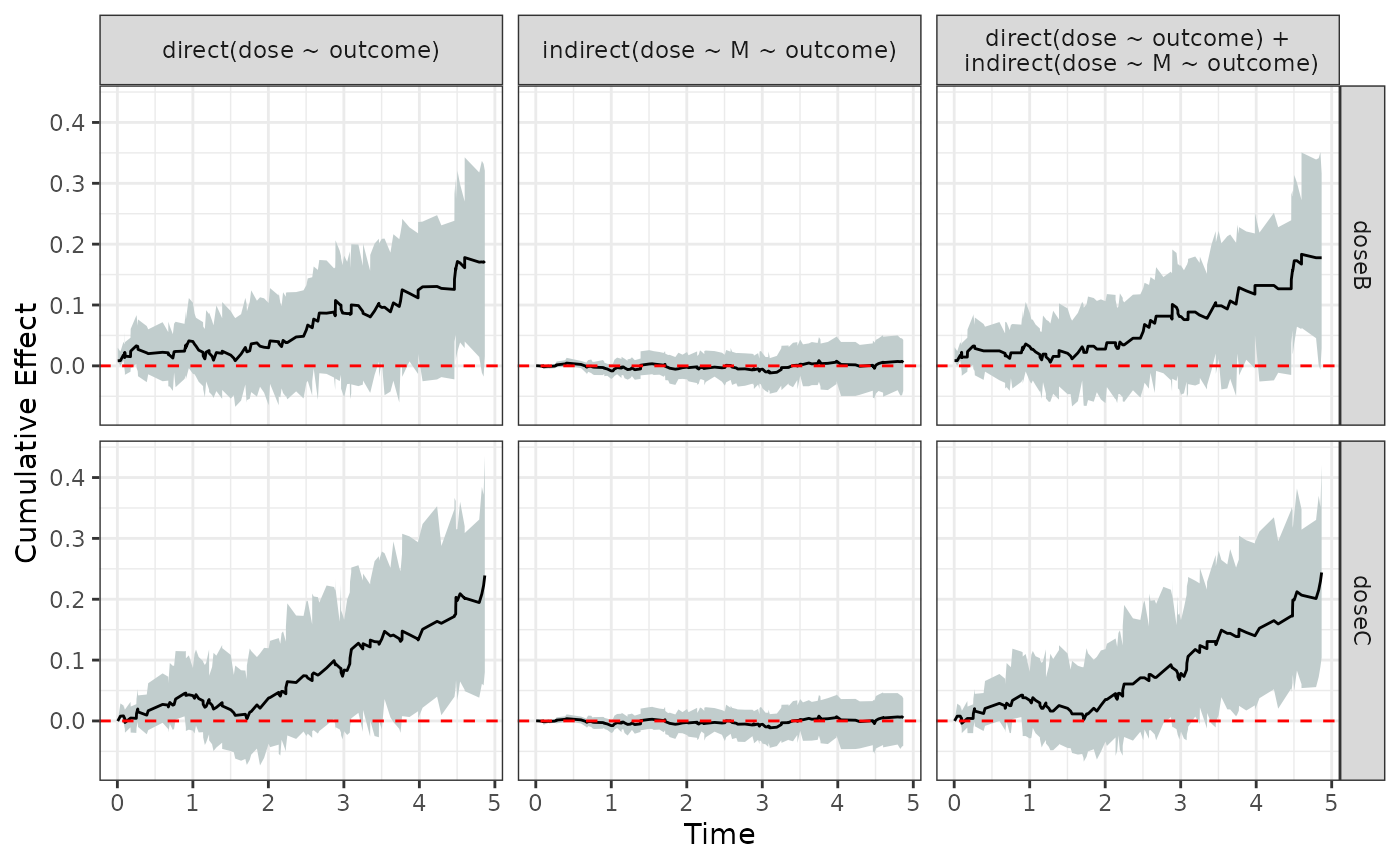 direct(dose ~ outcome)
indirect(dose ~ M ~ outcome)
direct(dose ~ outcome) +
indirect(dose ~ M ~ outcome)
0.4
0.3
0.2
0.1
0.0
doseB
0.4
0.3
0.2
0.1
0.0
doseC
Cumulative Effect
0 1 2 3 4 5
0 1 2 3 4 5
0 1 2 3 4 5
Time